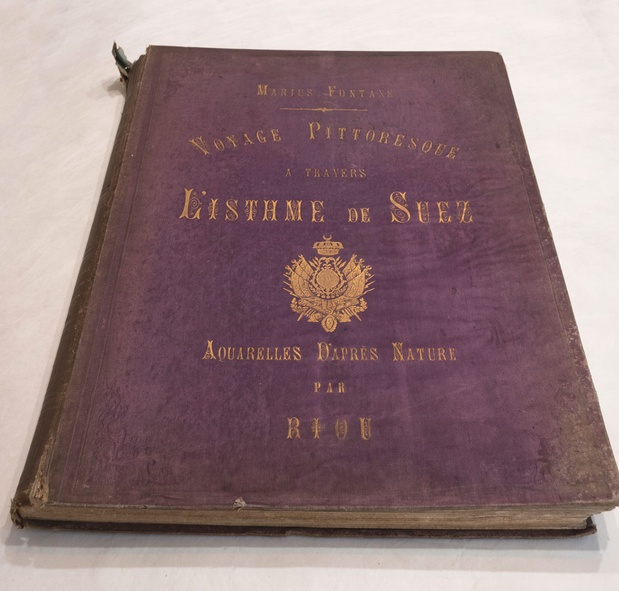 MARIUS FONTANE
VOYAGE PITTORESQUE
A TRAVERS
L'ISTHME DE SUEZ
AQUARELLES D'APRÈS NATURE
PAR
RIOU